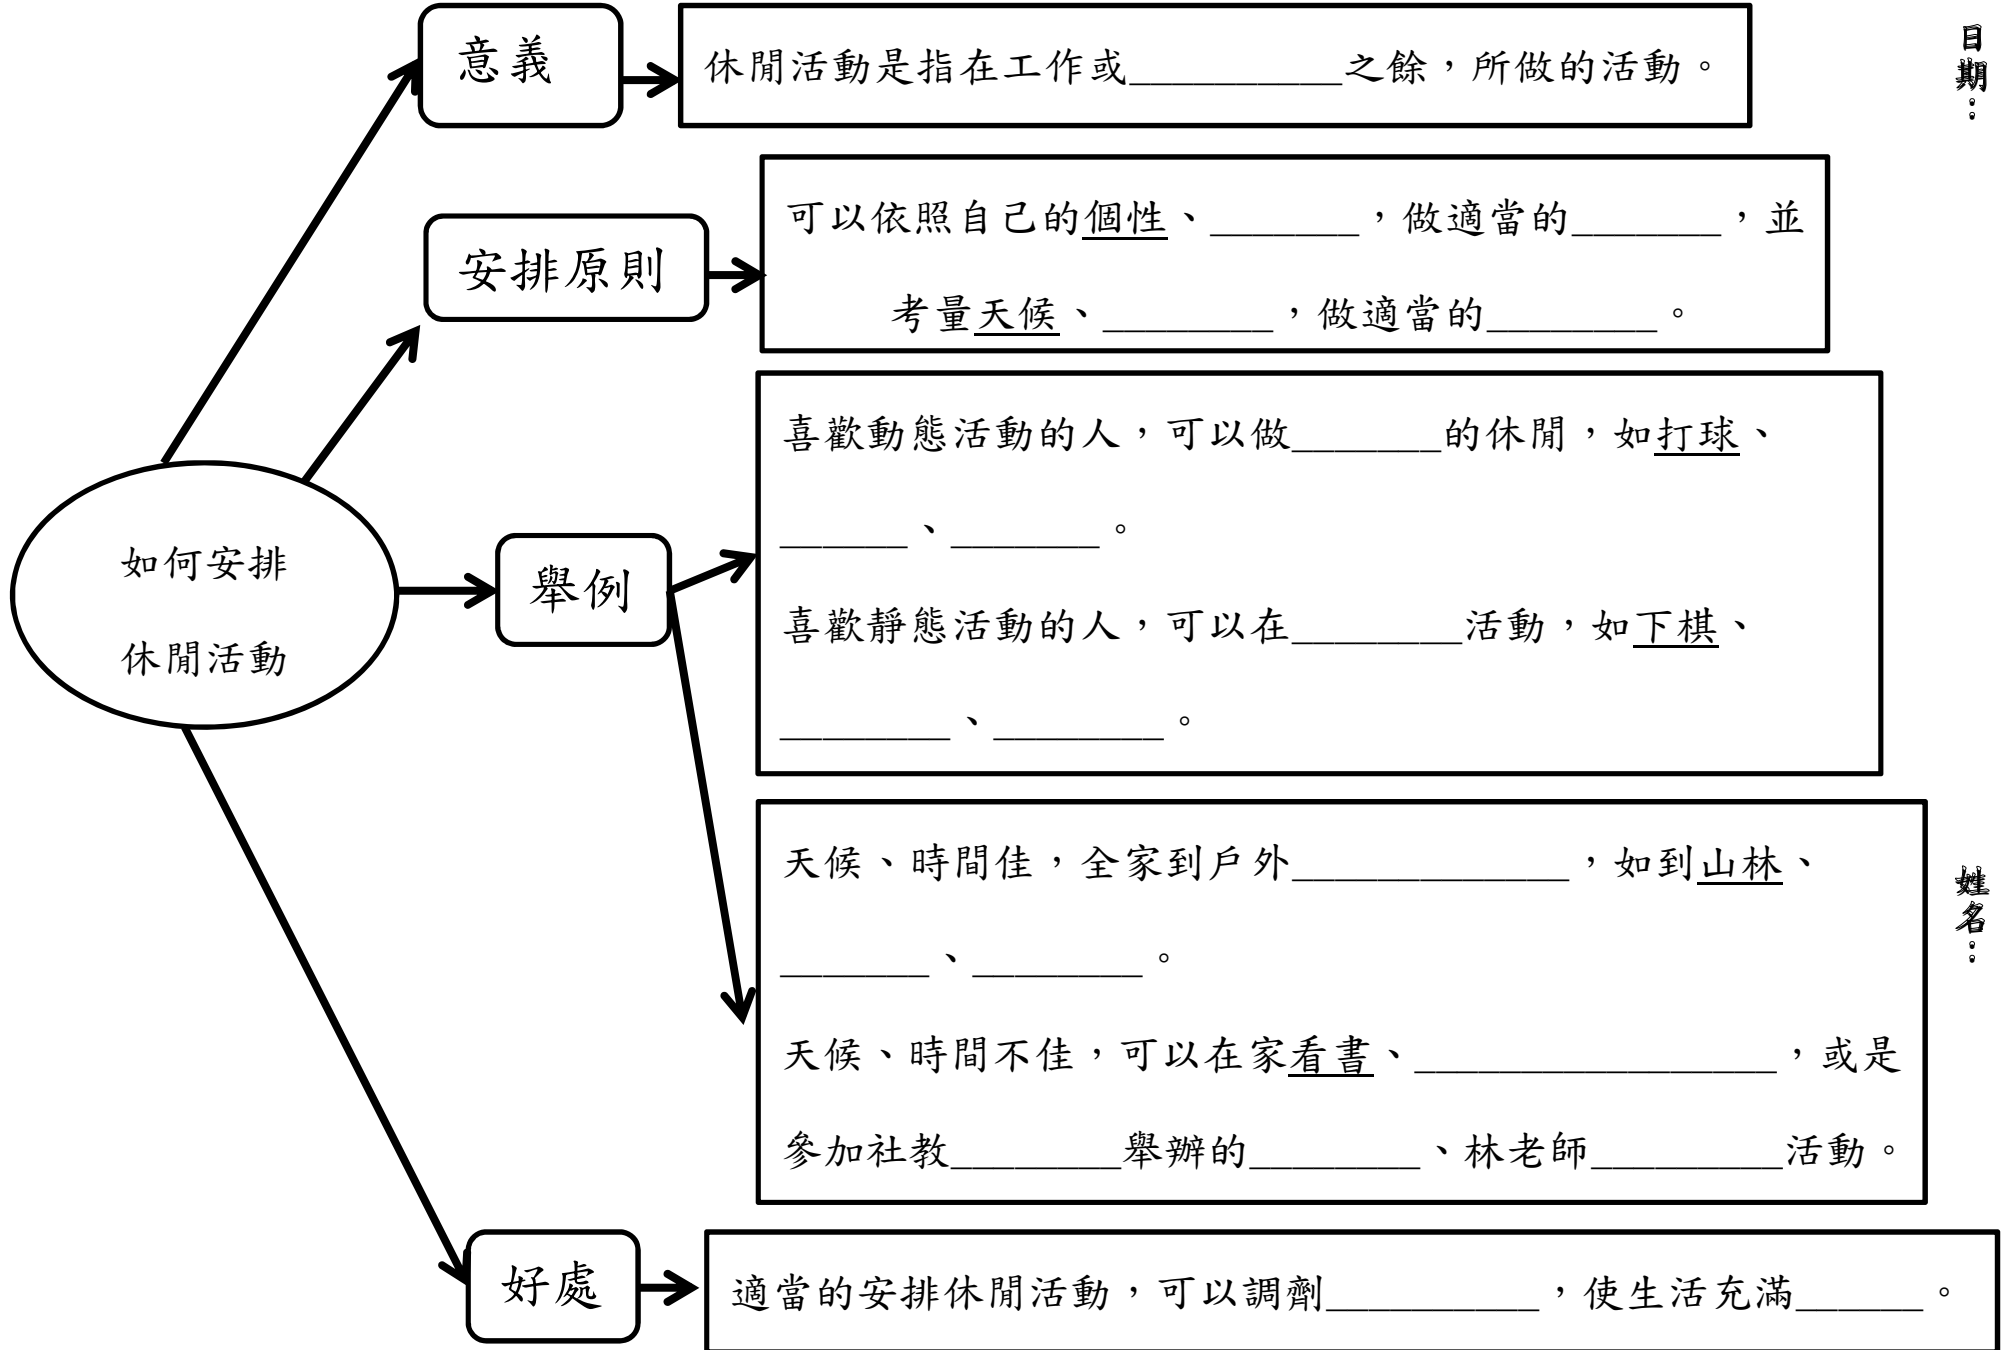 日期：
意義
休閒活動是指在工作或__________之餘，所做的活動。
安排原則
可以依照自己的個性、_______，做適當的_______，並
考量天候、________，做適當的________。
如何安排
休閒活動
舉例
喜歡動態活動的人，可以做_______的休閒，如打球、
______、_______。
喜歡靜態活動的人，可以在________活動，如下棋、
________、________。
天候、時間佳，全家到戶外_____________，如到山林、
_______、________。
天候、時間不佳，可以在家看書、_________________，或是
參加社教________舉辦的________、林老師_________活動。
姓名：
好處
適當的安排休閒活動，可以調劑__________，使生活充滿______。